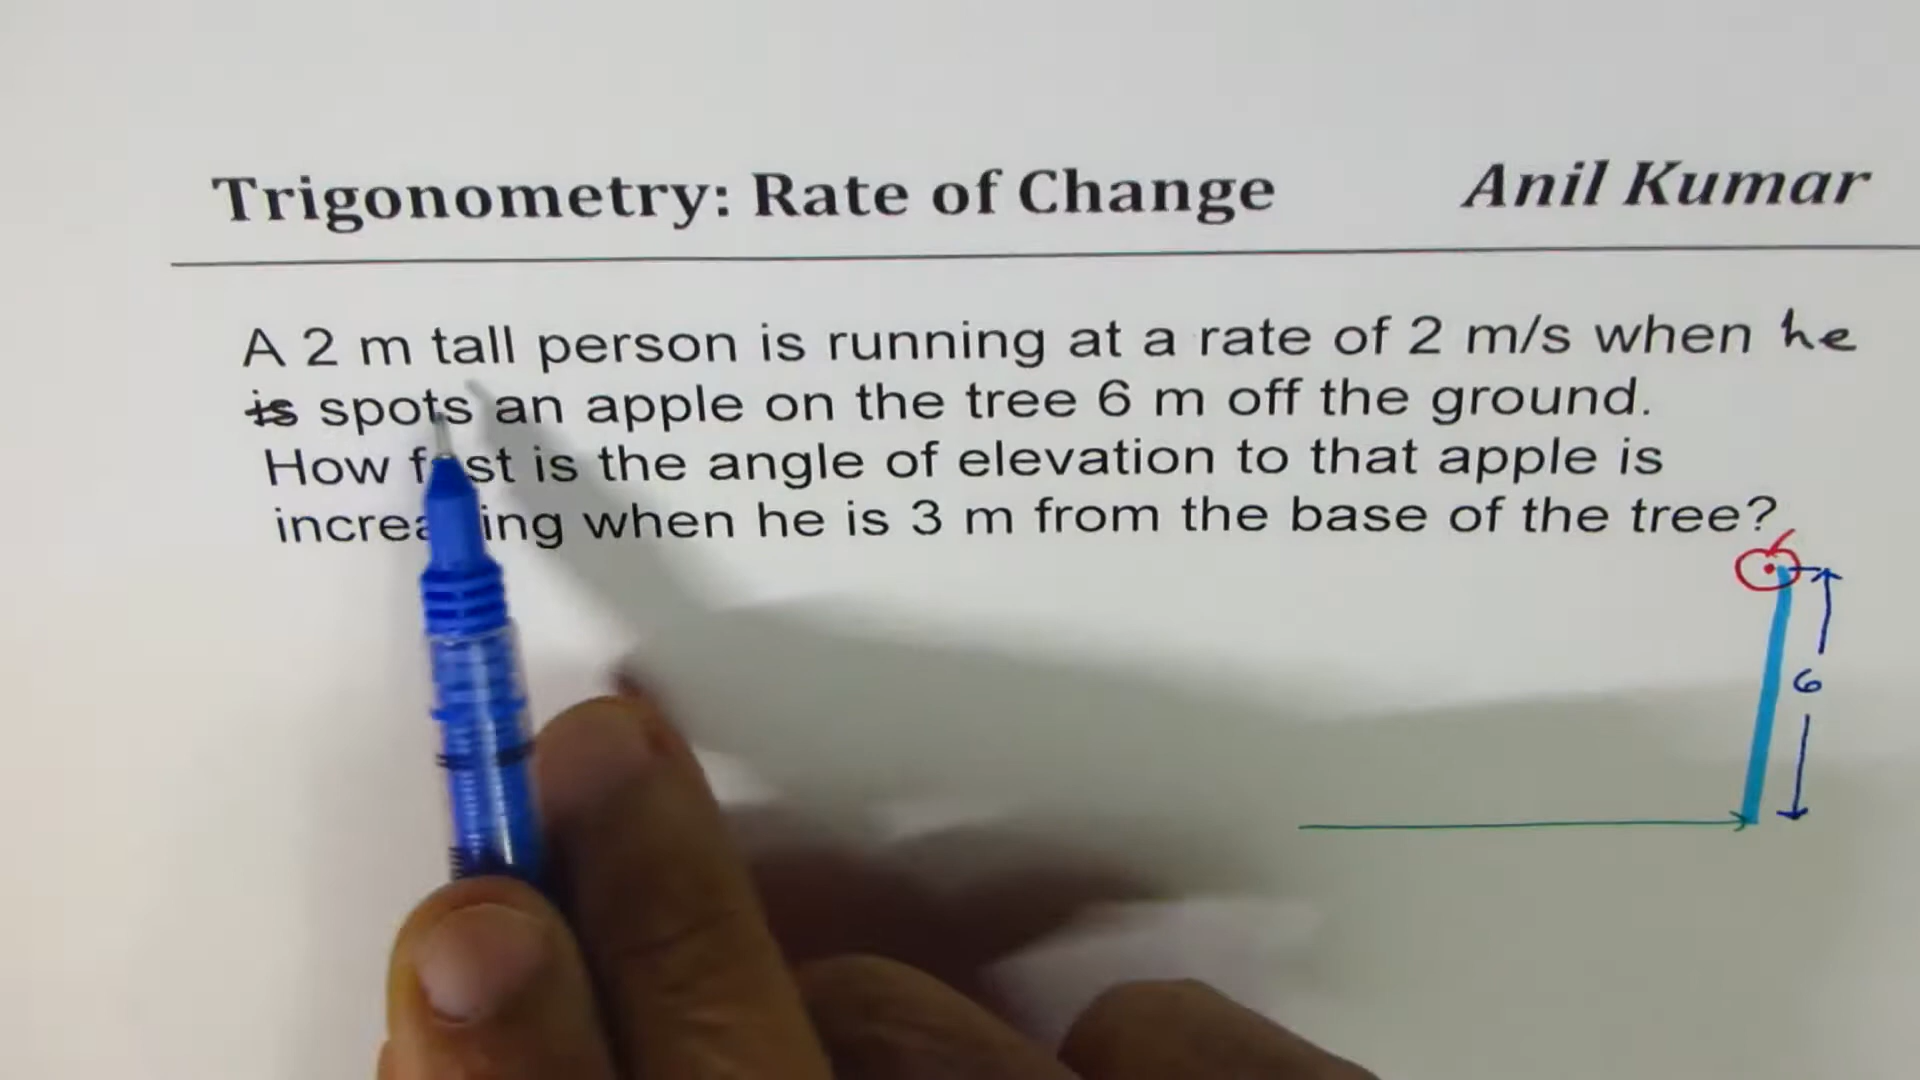 Trigonometry: Rate of Change Anil Kumar
A 2 m tall person is running at a rate of 2 m/s when he
is spots an apple on the tree 6 m off the ground.
How fast is the angle of elevation to that apple is
increasing when he is 3 m from the base of the tree?
6